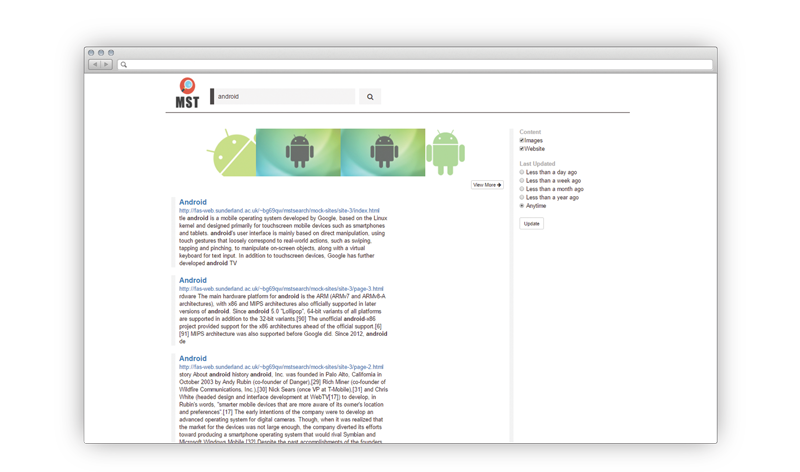 MST
android
View More
Android
http://fas-web.sunderland.ac.uk/~bg69qw/mstsearch/mock-sites/site-3/index.html
tle android is a mobile operating system developed by Google, based on the Linux
kernel and designed primarily for touchscreen mobile devices such as smartphones
and tablets. android's user interface is mainly based on direct manipulation, using
touch gestures that loosely correspond to real-world actions, such as swiping,
tapping and pinching, to manipulate on-screen objects, along with a virtual
keyboard for text input. In addition to touchscreen devices, Google has further
developed android TV
Android
http://fas-web.sunderland.ac.uk/~bg69qw/mstsearch/mock-sites/site-3/page-3.html
rdware The main hardware platform for android is the ARM (ARMv7 and ARMv8-A
architectures), with x86 and MIPS architectures also officially supported in later
versions of android. Since android 5.0 "Lollipop", 64-bit variants of all platforms
are supported in addition to the 32-bit variants.[90] The unofficial android-x86
project provided support for the x86 architectures ahead of the official support.[6]
[91] MIPS architecture was also supported before Google did. Since 2012, android
de
Android
http://fas-web.sunderland.ac.uk/~bg69qw/mstsearch/mock-sites/site-3/page-2.html
story About android history android, Inc. was founded in Palo Alto, California in
October 2003 by Andy Rubin (co-founder of Danger),[29] Rich Miner (co-founder of
Wildfire Communications, Inc.),[30] Nick Sears (once VP at T-Mobile),[31] and Chris
White (headed design and interface development at WebTV[17]) to develop, in
Rubin's words, "smarter mobile devices that are more aware of its owner's location
and preferences".[17] The early intentions of the company were to develop an
advanced operating system for digital cameras. Though, when it was realized that
the market for the devices was not large enough, the company diverted its efforts
toward producing a smartphone operating system that would rival Symbian and
Microsoft Windows Mobile.[32] Despite the past accomplishments of the founders
Content
Images
Website
Last Updated
Less than a day ago
Less than a week ago
Less than a month ago
Less than a year ago
Anytime
Update